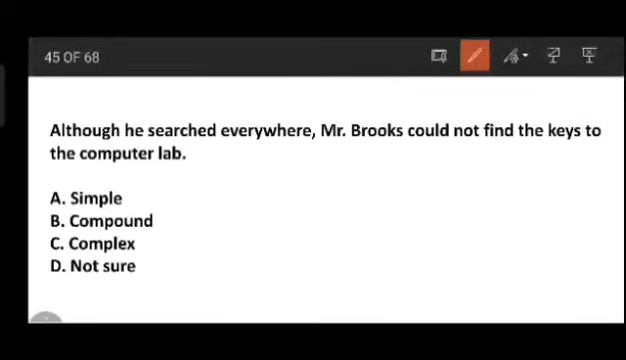 45 OF 68
Although he searched everywhere, Mr. Brooks could not find the keys to
the computer lab.
A. Simple
B. Compound
C. Complex
D. Not sure